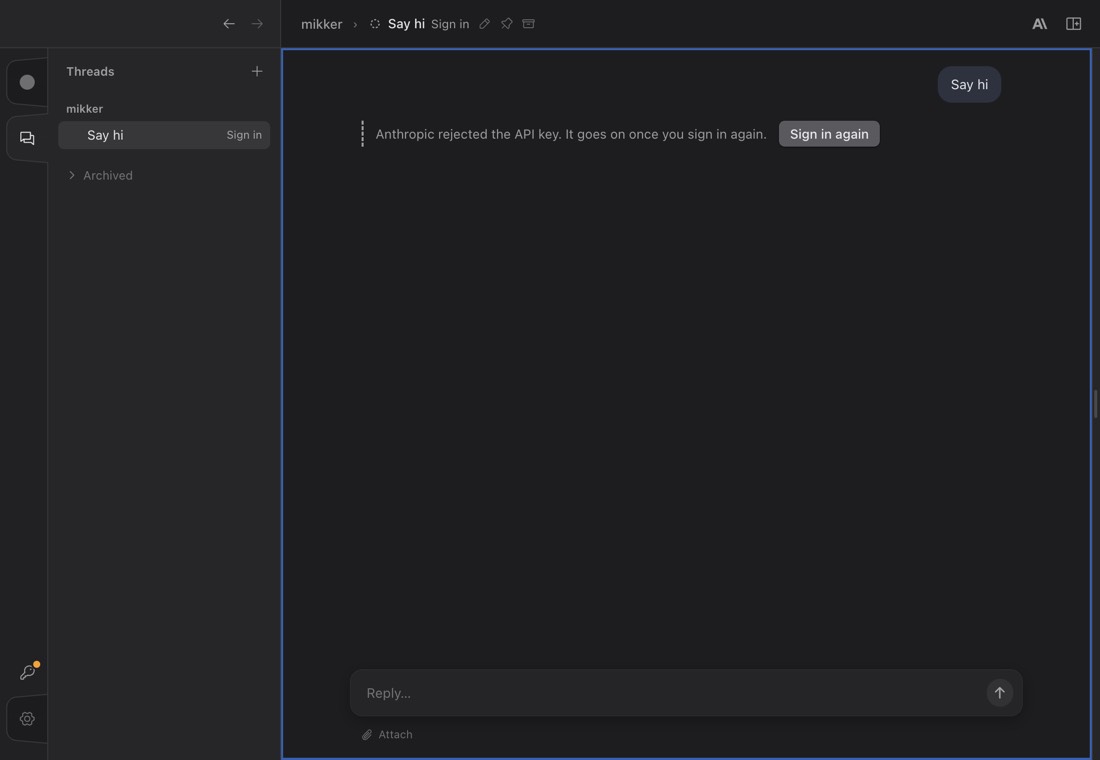 mikker › Say hi Sign in
Threads
mikker
Say hi Sign in
Archived
Say hi
Anthropic rejected the API key. It goes on once you sign in again. Sign in again
Reply...
Attach